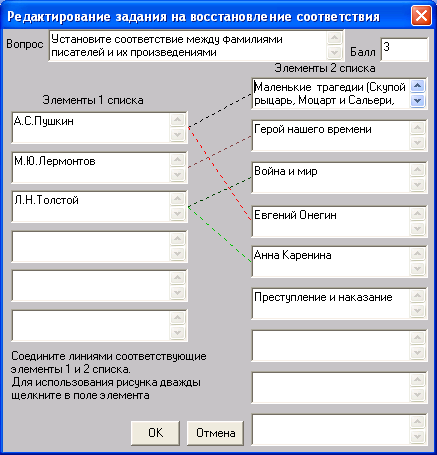 Редактирование задания на восстановление соответствия
Вопрос
Установите соответствие между фамилиями
писателей и их произведениями
Балл
3
Элементы 1 списка
А.С.Пушкин
М.Ю.Лермонтов
Л.Н.Толстой
Элементы 2 списка
Маленькие трагедии (Скупой
рыцарь, Моцарт и Сальери,
Герой нашего времени
Война и мир
Евгений Онегин
Анна Каренина
Преступление и наказание
Соедините линиями соответствующие
элементы 1 и 2 списка.
Для использования рисунка дважды
щелкните в поле элемента
OK
Отмена